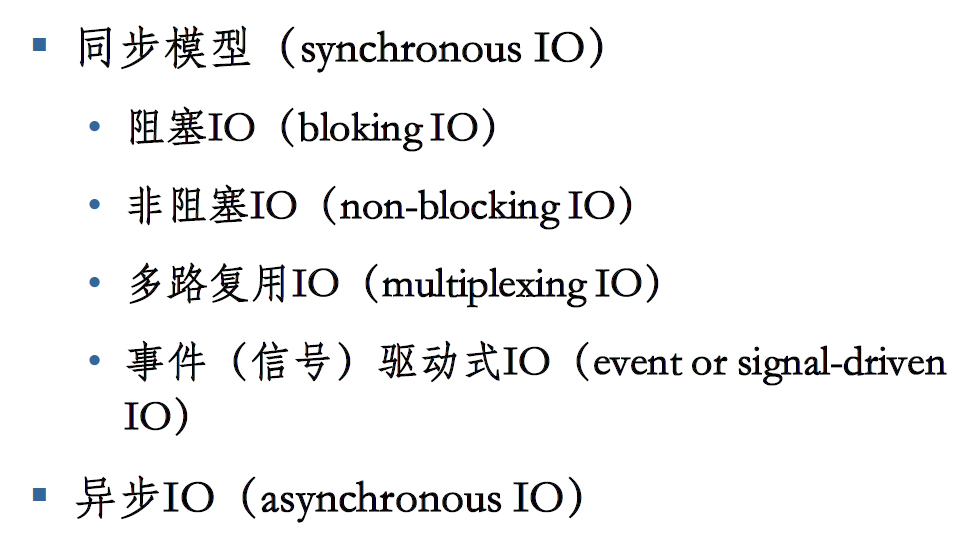 ▪ 同步模型（synchronous IO）
• 阻塞IO（bloking IO）
• 非阻塞IO（non-blocking IO）
• 多路复用IO（multiplexing IO）
• 事件（信号）驱动式IO（event or signal-driven
IO）
▪ 异步IO（asynchronous IO）